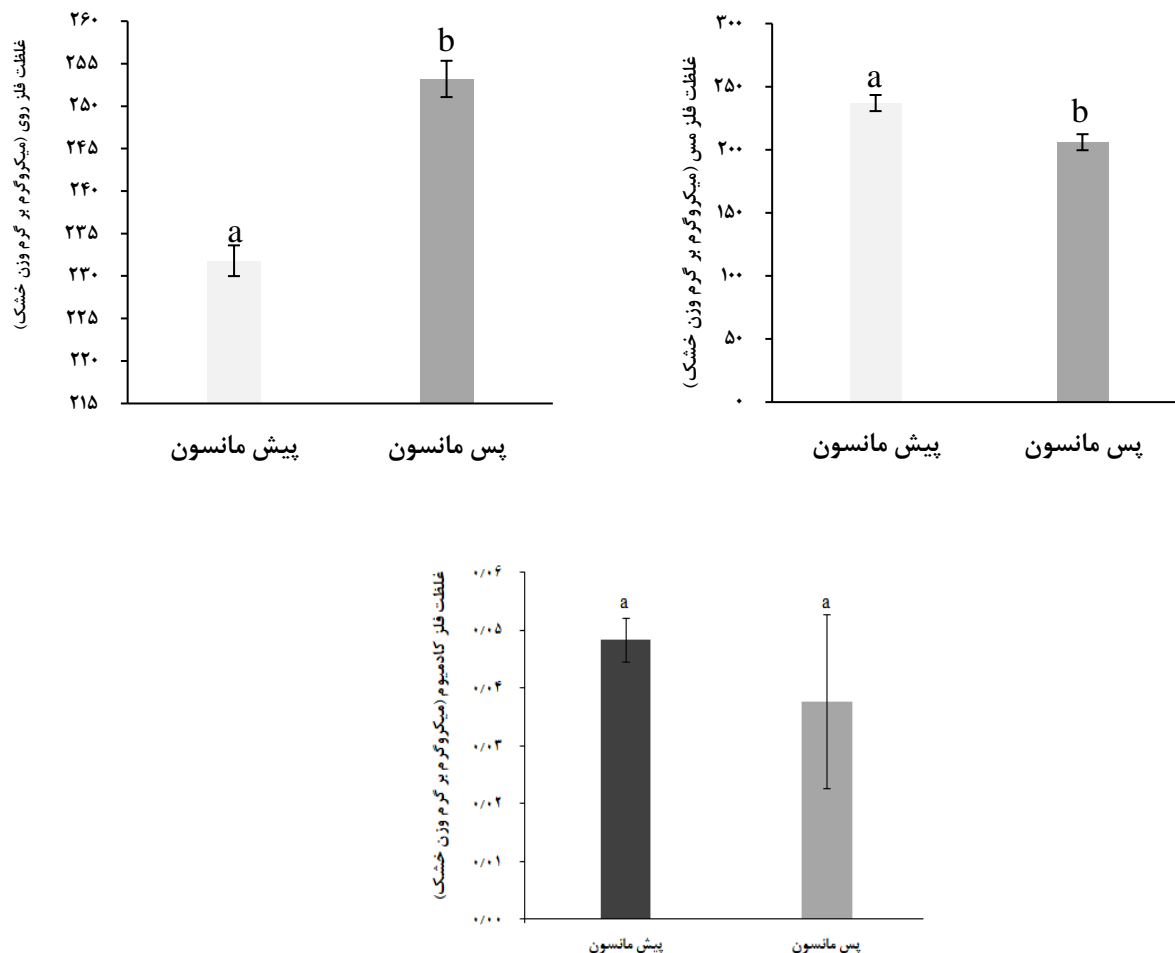 غلظت فلز روی (میکروگرم بر گرم وزن خشک)
۲۶۰
۲۵۵
۲۵۰
۲۴۵
۲۴۰
۲۳۵
۲۳۰
۲۲۵
۲۲۰
۲۱۵
a
b
پیش مانسون
پس مانسون
غلظت فلز مس (میکروگرم بر گرم وزن خشک)
۳۰۰
۲۵۰
۲۰۰
۱۵۰
۱۰۰
۵۰
۰
a
b
پیش مانسون
پس مانسون
غلظت فلز کادمیوم (میکروگرم بر گرم وزن خشک)
۰/۰۶
۰/۰۵
۰/۰۴
۰/۰۳
۰/۰۲
۰/۰۱
۰/۰۰
a
a
پیش مانسون
پس مانسون